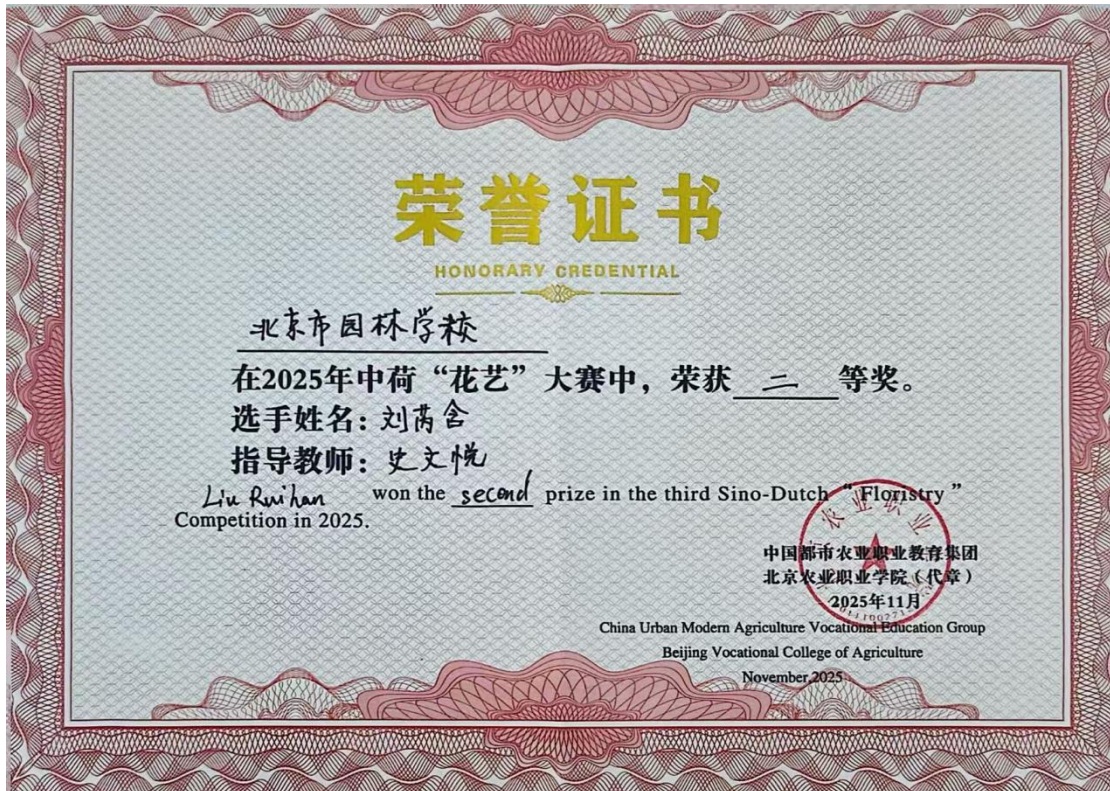 荣誉证书
HONORARY CREDENTIAL
北京市园林学校
在2025年中荷“花艺”大赛中，荣获 二 等奖。
选手姓名：刘芮含
指导教师：史文悦
Liu Ruihan won the second prize in the third Sino-Dutch “Floristry”
Competition in 2025.
中国都市农业职业教育集团
北京农业职业学院（代章）
2025年11月
China Urban Modern Agriculture Vocational Education Group
Beijing Vocational College of Agriculture
November,2025